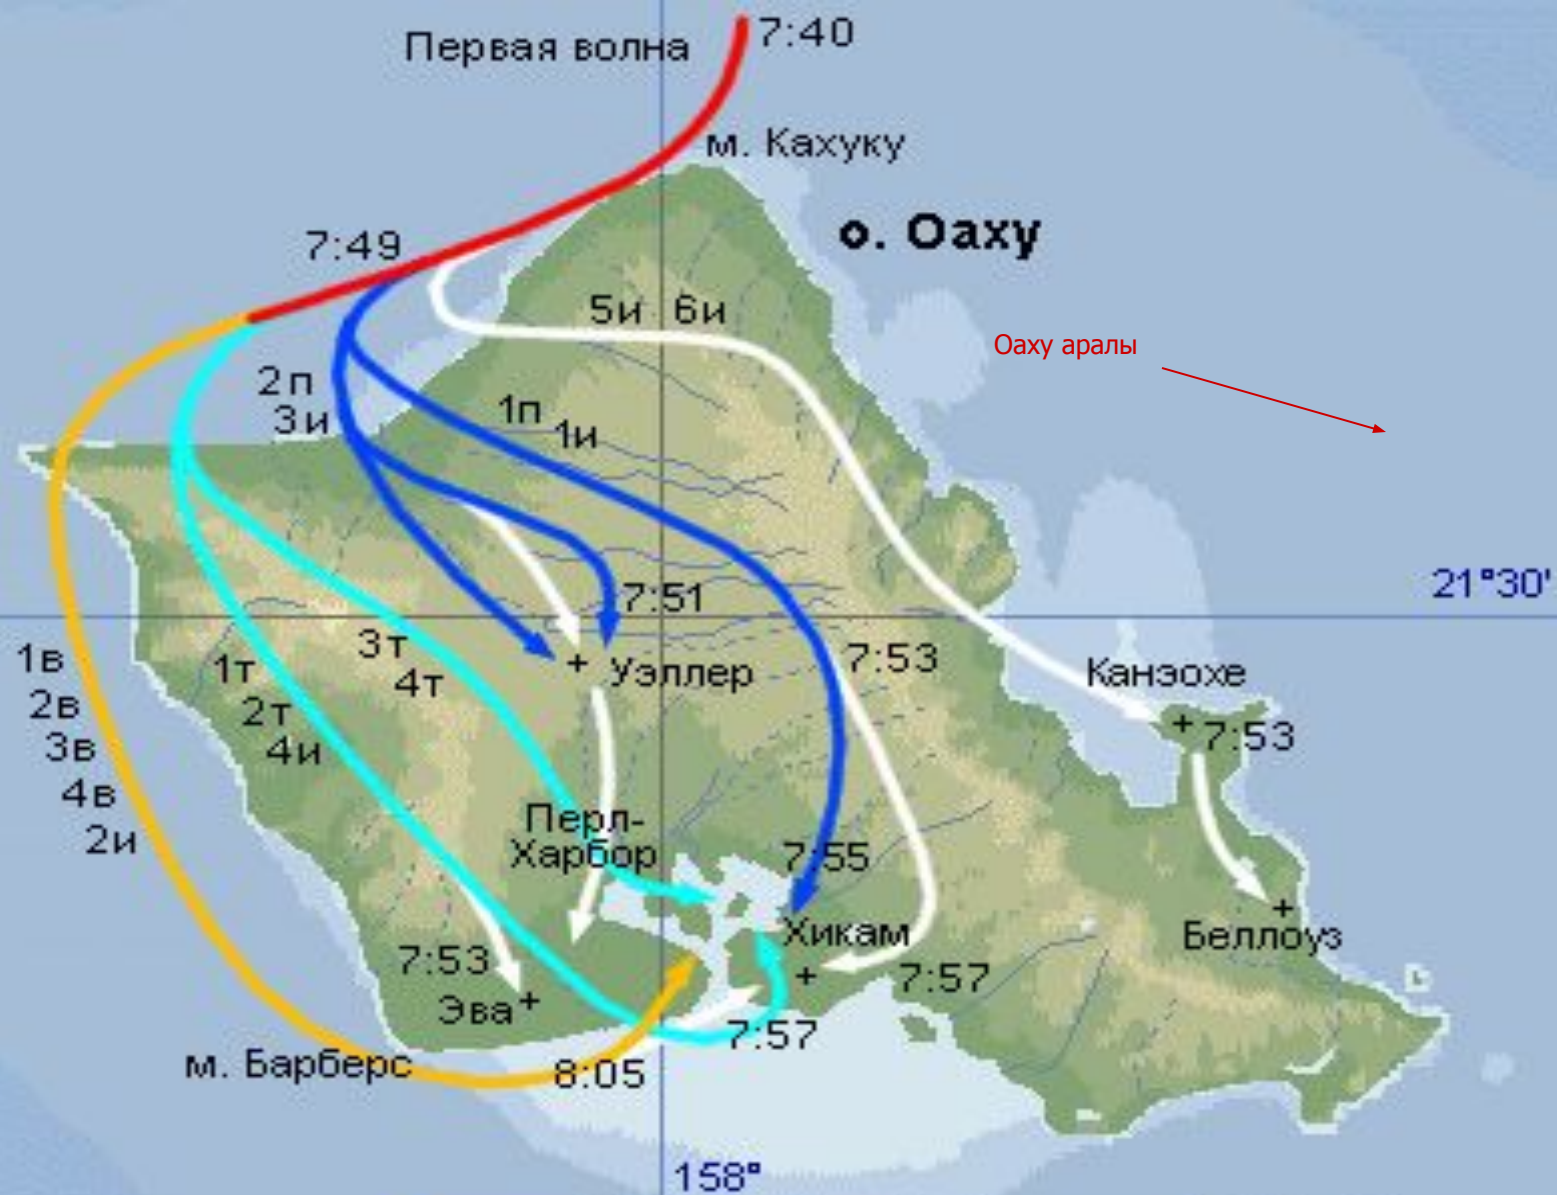 Первая волна
7:40
м. Кахуку
о. Оаху
7:49
5и 6и
Оаху аралы
2п
3и
1п
1и
21°30'
7:51
3т
4т
1т
2т
4и
1в
2в
3в
4в
2и
Уэллер
7:53
Канэохе
7:53
Перл-
Харбор
7:55
Хикам
Беллоуз
7:53
Эва
7:57
7:57
м. Барберс
8:05
158°